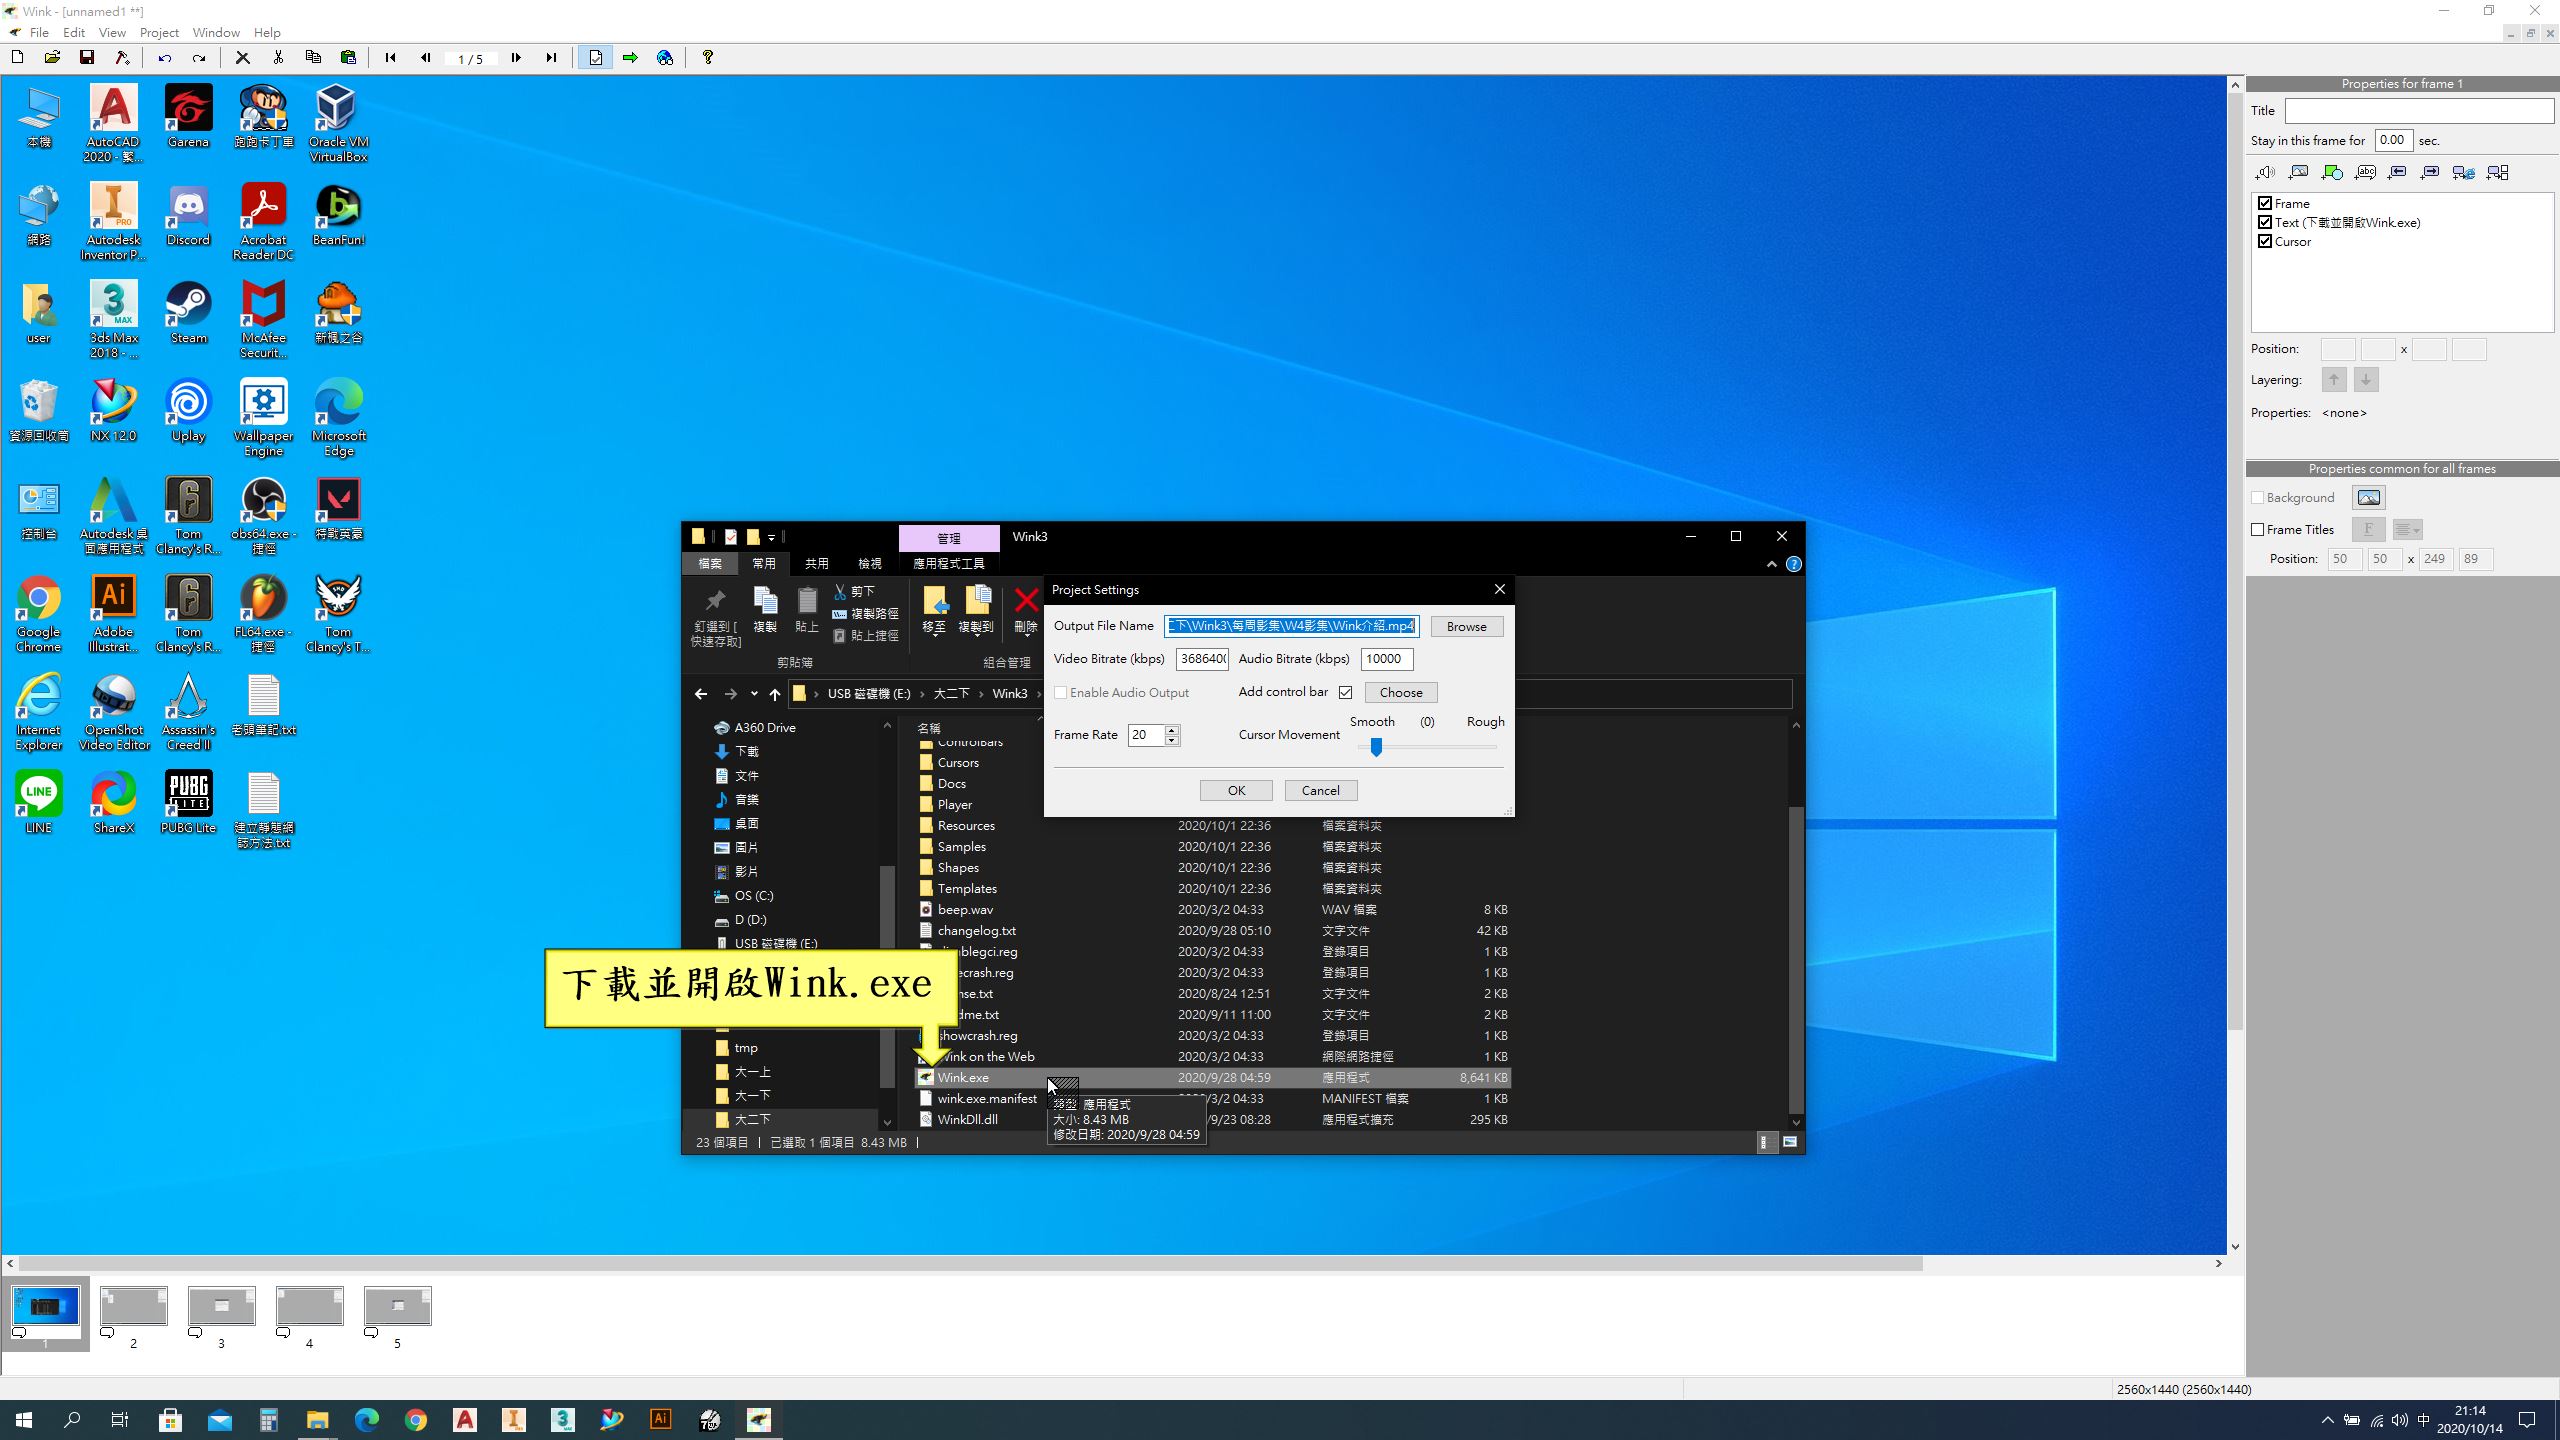 Wink - [unnamed1 **]
File Edit View Project Window Help
1 / 5
本機
AutoCAD 2020 - 繁...
Garena
跑跑卡丁車
Oracle VM VirtualBox
網路
Autodesk Inventor P...
Discord
Acrobat Reader DC
BeanFun!
user
3ds Max 2018 - ...
Steam
McAfee Securit...
新楓之谷
資源回收筒
NX 12.0
Uplay
Wallpaper Engine
Microsoft Edge
控制台
Autodesk 桌面應用程式
Tom Clancy's R...
obs64.exe - 捷徑
特戰英豪
Google Chrome
Adobe Illustrat...
Tom Clancy's R...
FL64.exe - 捷徑
Tom Clancy's T...
Internet Explorer
OpenShot Video Editor
Assassin's Creed II
老頭筆記.txt
LINE
ShareX
PUBG Lite
建立靜態網誌方法.txt
管理
Wink3
檔案 常用 共用 檢視 應用程式工具
釘選到 [快速存取]
複製
貼上
剪下
複製路徑
貼上捷徑
剪貼簿
移至
複製到
刪除
組合管理
USB 磁碟機 (E:) › 大二下 › Wink3 ›
A360 Drive
下載
文件
音樂
桌面
圖片
影片
OS (C:)
D (D:)
USB 磁碟機 (E:)
tmp
大一上
大一下
大二下
名稱
ControlBars
Cursors
Docs
Player
Resources 2020/10/1 22:36 檔案資料夾
Samples 2020/10/1 22:36 檔案資料夾
Shapes 2020/10/1 22:36 檔案資料夾
Templates 2020/10/1 22:36 檔案資料夾
beep.wav 2020/3/2 04:33 WAV 檔案 8 KB
changelog.txt 2020/9/28 05:10 文字文件 42 KB
blegci.reg 2020/3/2 04:33 登錄項目 1 KB
ecrash.reg 2020/3/2 04:33 登錄項目 1 KB
nse.txt 2020/8/24 12:51 文字文件 2 KB
dme.txt 2020/9/11 11:00 文字文件 2 KB
showcrash.reg 2020/3/2 04:33 登錄項目 1 KB
Wink on the Web 2020/3/2 04:33 網際網路捷徑 1 KB
Wink.exe 2020/9/28 04:59 應用程式 8,641 KB
wink.exe.manifest /3/2 04:33 MANIFEST 檔案 1 KB
WinkDll.dll /9/23 08:28 應用程式擴充 295 KB
類型: 應用程式
大小: 8.43 MB
修改日期: 2020/9/28 04:59
23 個項目 已選取 1 個項目 8.43 MB
下載並開啟Wink.exe
Project Settings
Output File Name 二下\Wink3\每周影集\W4影集\Wink介紹.mp4 Browse
Video Bitrate (kbps) 3686400 Audio Bitrate (kbps) 10000
Enable Audio Output Add control bar Choose
Smooth (0) Rough
Frame Rate 20 Cursor Movement
OK Cancel
Properties for frame 1
Title
Stay in this frame for 0.00 sec.
Frame
Text (下載並開啟Wink.exe)
Cursor
Position: x
Layering:
Properties: <none>
Properties common for all frames
Background
Frame Titles
Position: 50 50 x 249 89
1 2 3 4 5
2560x1440 (2560x1440)
中
21:14
2020/10/14